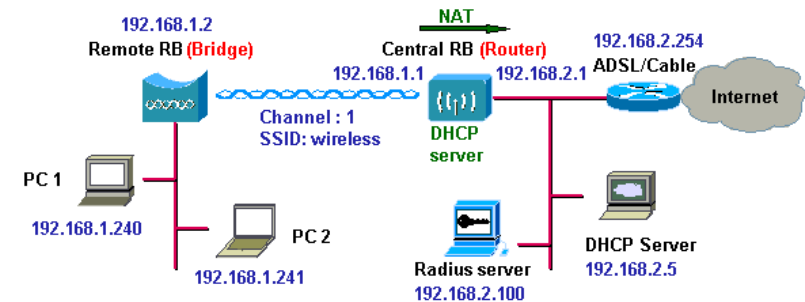 192.168.1.2
Remote RB (Bridge)
NAT
Central RB (Router)
192.168.1.1
192.168.2.1
192.168.2.254
ADSL/Cable
Internet
Channel : 1
SSID: wireless
DHCP
server
PC 1
192.168.1.240
PC 2
192.168.1.241
Radius server
192.168.2.100
DHCP Server
192.168.2.5